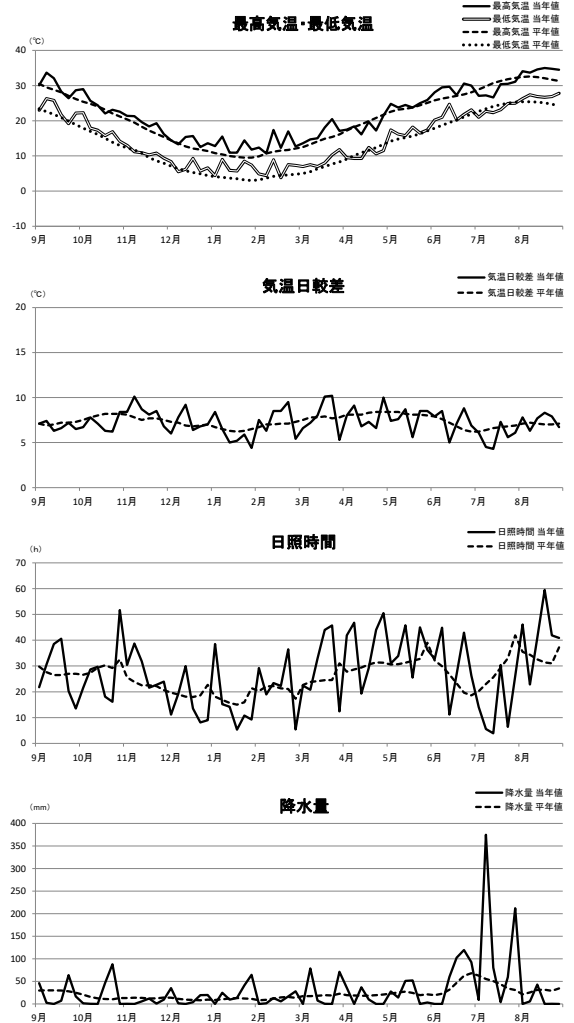 最高気温・最低気温
最高気温 当年値
最低気温 当年値
最高気温 平年値
最低気温 平年値
(℃)
40
30
20
10
0
-10
9月 10月 11月 12月 1月 2月 3月 4月 5月 6月 7月 8月
気温日較差
気温日較差 当年値
気温日較差 平年値
(℃)
20
15
10
5
0
9月 10月 11月 12月 1月 2月 3月 4月 5月 6月 7月 8月
日照時間
日照時間 当年値
日照時間 平年値
(h)
70
60
50
40
30
20
10
0
9月 10月 11月 12月 1月 2月 3月 4月 5月 6月 7月 8月
降水量
降水量 当年値
降水量 平年値
(mm)
400
350
300
250
200
150
100
50
0
9月 10月 11月 12月 1月 2月 3月 4月 5月 6月 7月 8月